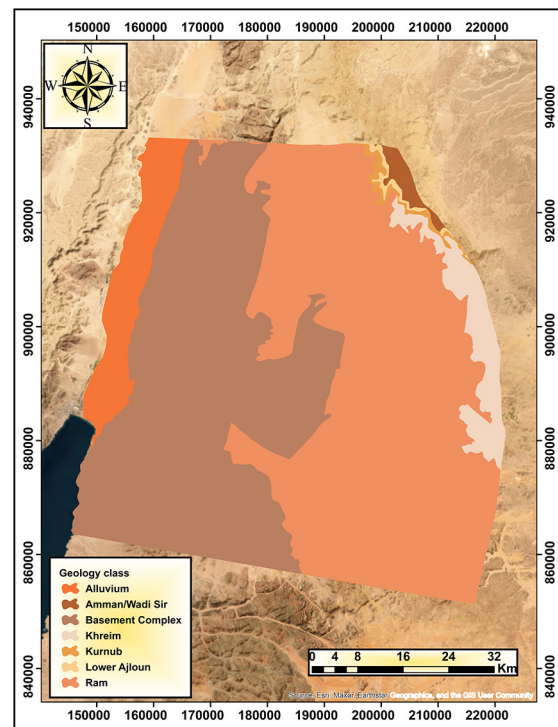 150000 160000 170000 180000 190000 200000 210000 220000
N
W E
S
940000
920000
900000
880000
860000
840000
940000
920000
900000
880000
860000
840000
Geology class
Alluvium
Amman/Wadi Sir
Basement Complex
Khreim
Kurnub
Lower Ajloun
Ram
0 4 8 16 24 32
Km
Source: Esri, Maxar, Earthstar Geographics, and the GIS User Community
150000 160000 170000 180000 190000 200000 210000 220000